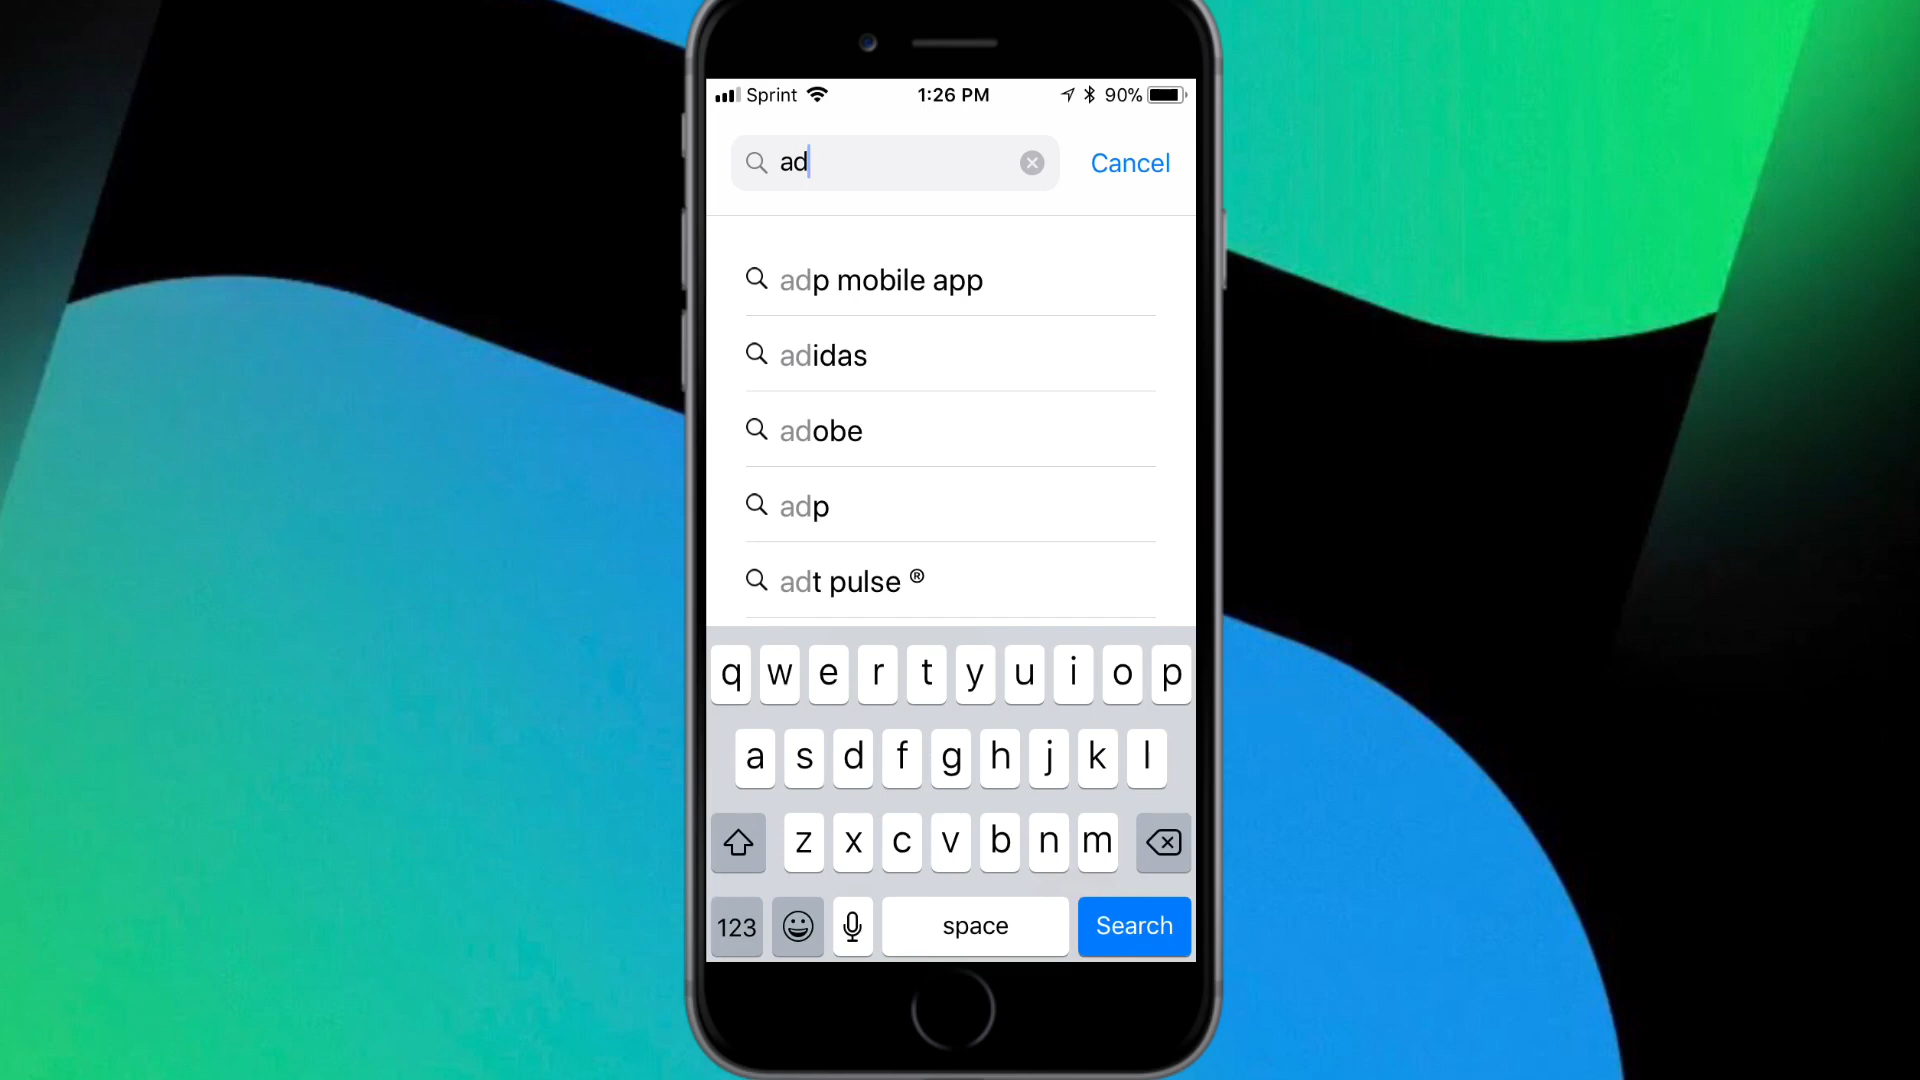 Sprint 1:26 PM 90%
ad Cancel
adp mobile app
adidas
adobe
adp
adt pulse ®
q w e r t y u i o p
a s d f g h j k l
z x c v b n m
123 space Search